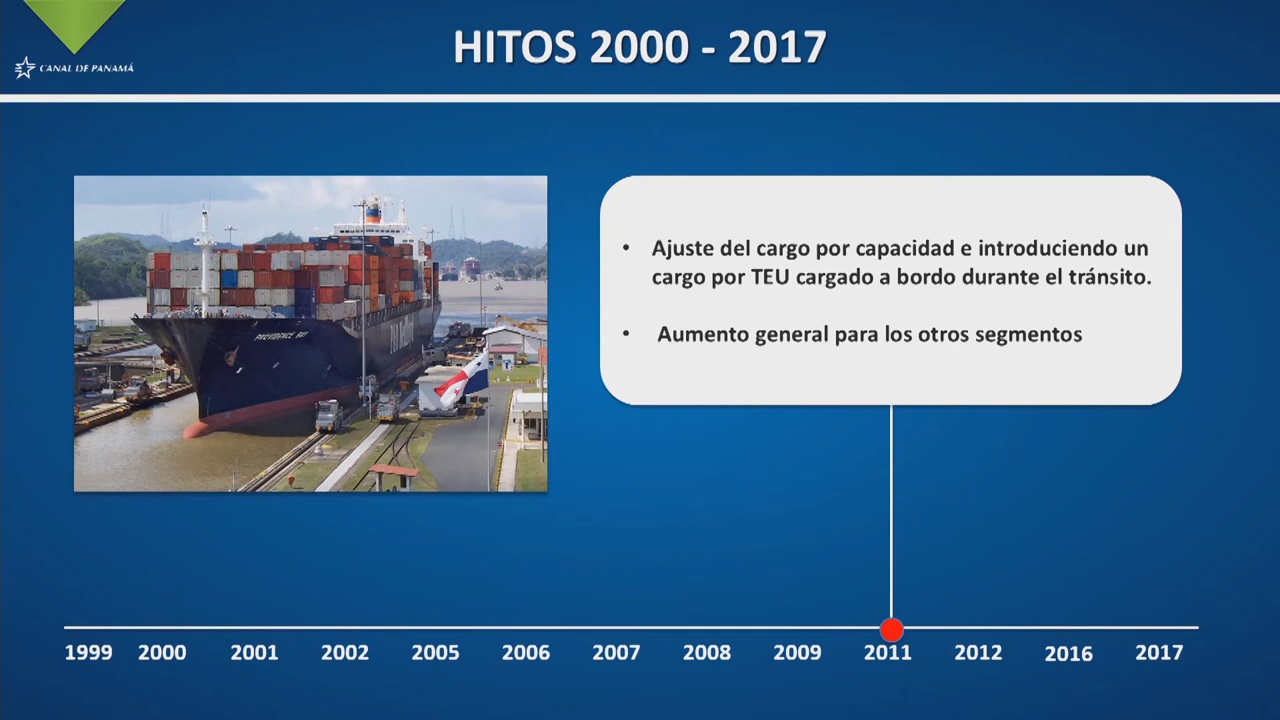 HITOS 2000 - 2017
CANAL DE PANAMÁ
• Ajuste del cargo por capacidad e introduciendo un
cargo por TEU cargado a bordo durante el tránsito.
• Aumento general para los otros segmentos
PROVIDENCE BAY
1999 2000 2001 2002 2005 2006 2007 2008 2009 2011 2012 2016 2017